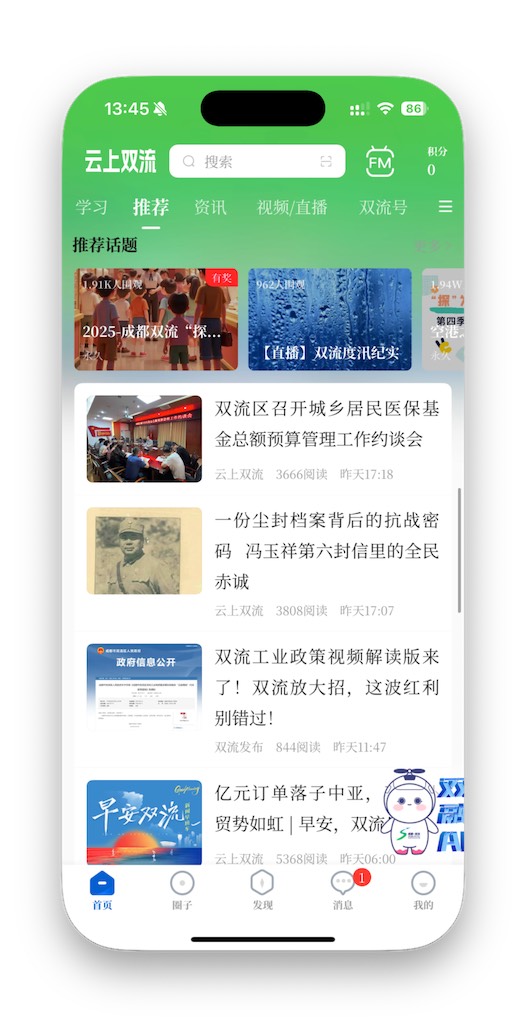 13:45
86
云上双流
搜索
FM
积分
0
学习 推荐 资讯 视频/直播 双流号
推荐话题
更多 >
1.91K人围观
有奖
2025-成都双流“探...
永久
962人围观
【直播】双流度汛纪实
1.94W
“探”
第四季
空港
永久
双流区召开城乡居民医保基
金总额预算管理工作约谈会
云上双流 3666阅读 昨天17:18
一份尘封档案背后的抗战密
码 冯玉祥第六封信里的全民
赤诚
云上双流 3808阅读 昨天17:07
政府信息公开
双流工业政策视频解读版来
了！双流放大招，这波红利
别错过！
双流发布 844阅读 昨天11:47
早安双流
亿元订单落子中亚，
贸势如虹 | 早安，双流
云上双流 5368阅读 昨天06:00
双
融
AI
首页
圈子
发现
消息
1
我的